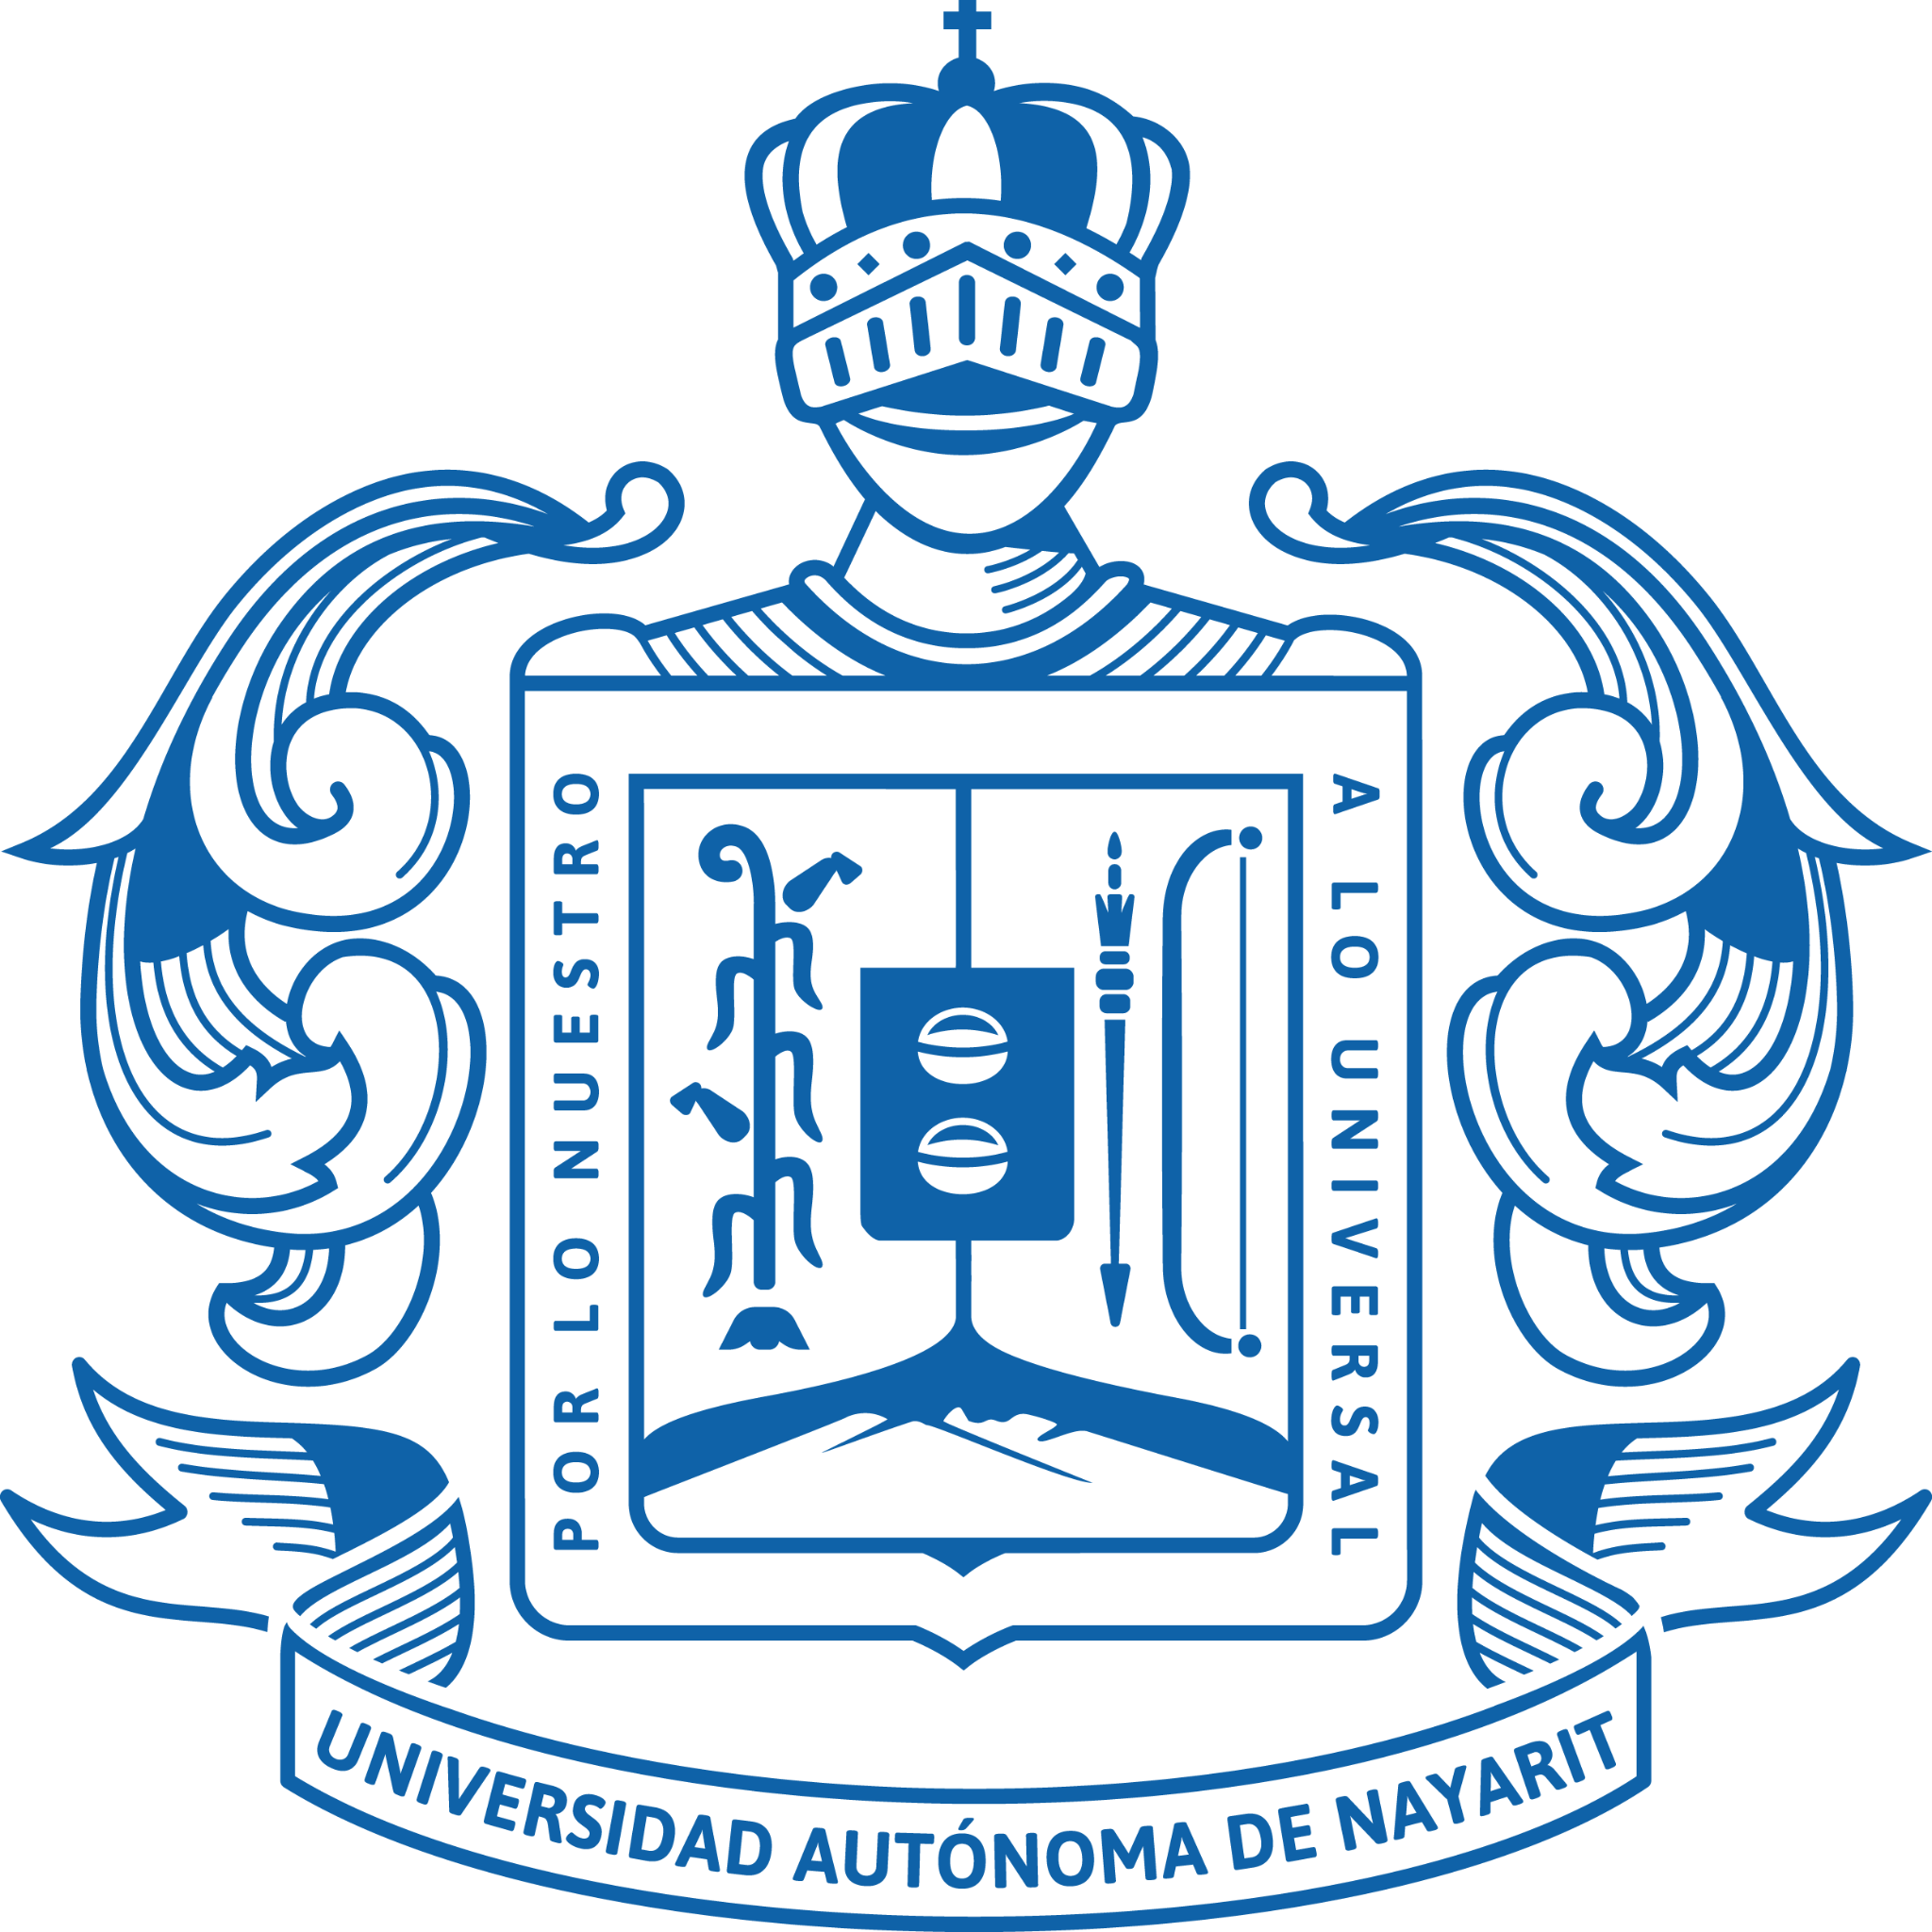 POR LO NUESTRO
A LO UNIVERSAL
UNIVERSIDAD AUTÓNOMA DE NAYARIT